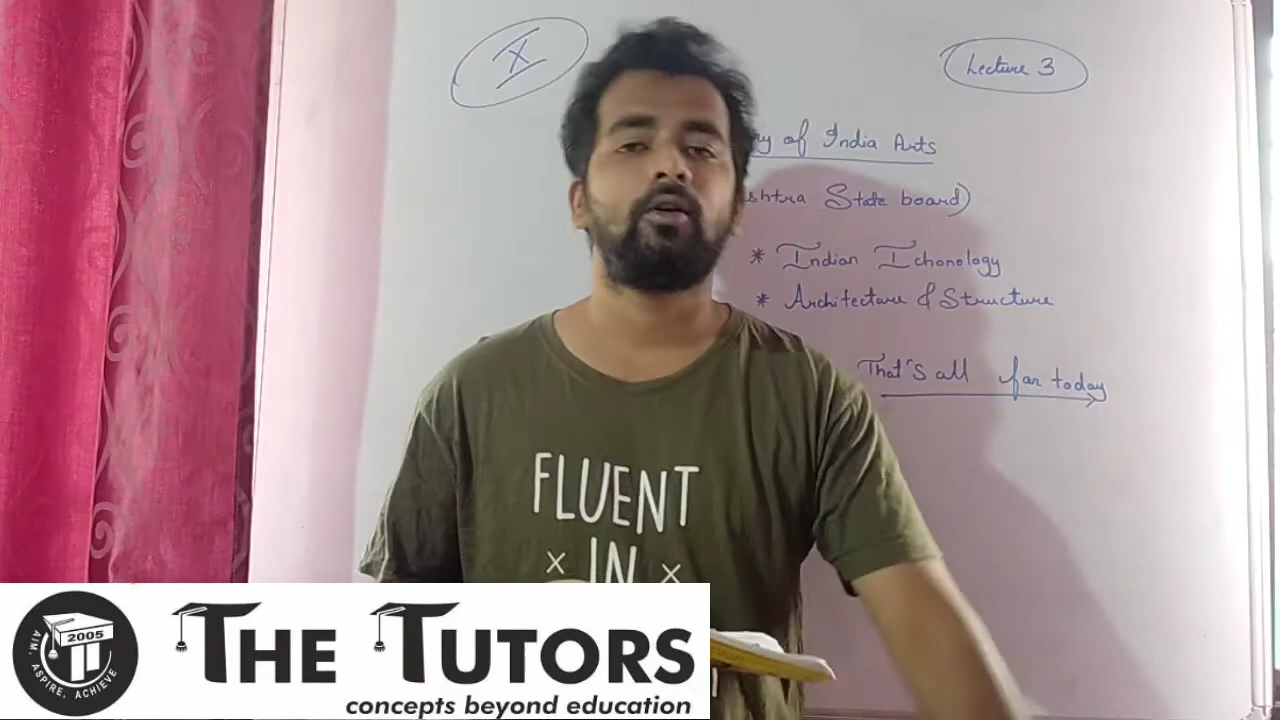 X
Lecture 3
of India Arts
State board)
* Indian Ichonology
* Architecture & Structure
That's all for today
FLUENT
× IN ×
2005
AIM, ASPIRE, ACHIEVE
THE TUTORS
concepts beyond education